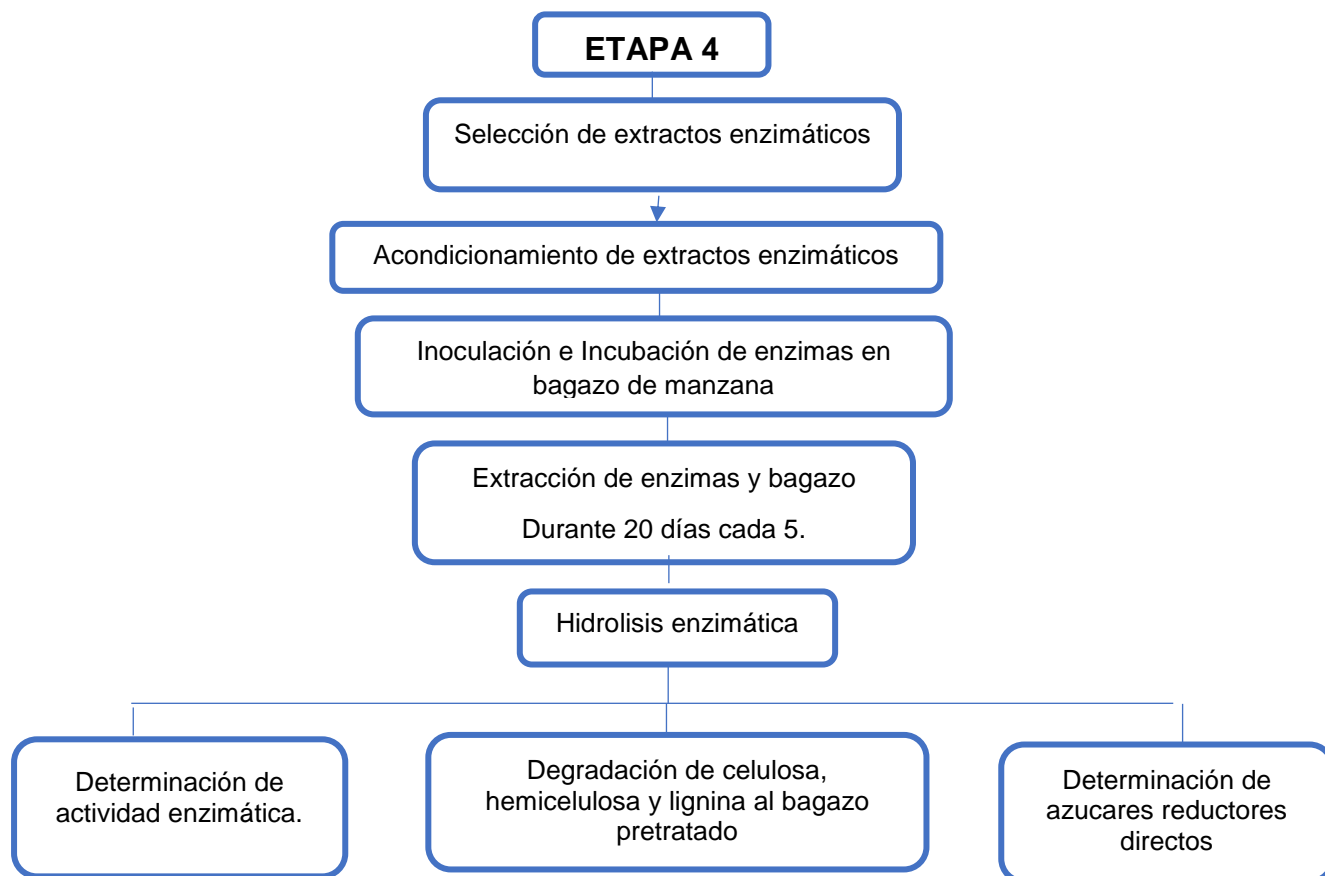 ETAPA 4
Selección de extractos enzimáticos
Acondicionamiento de extractos enzimáticos
Inoculación e Incubación de enzimas en
bagazo de manzana
Extracción de enzimas y bagazo
Durante 20 días cada 5.
Hidrolisis enzimática
Determinación de
actividad enzimática.
Degradación de celulosa,
hemicelulosa y lignina al bagazo
pretratado
Determinación de
azucares reductores
directos